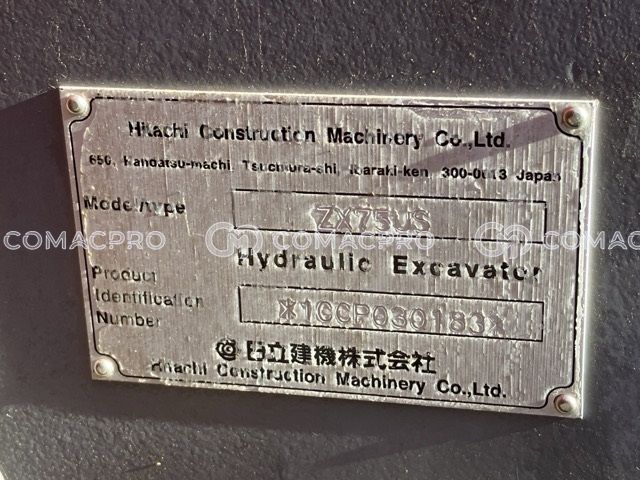 Hitachi Construction Machinery Co.,Ltd.
650, Kandatsu-machi, Tsuchiura-shi, Ibaraki-ken, 300-0013 Japan
Model/type
ZX75US
COMACPRO COMACPRO COMACPRO
Hydraulic Excavator
Product
Identification
Number
*1GCP030183*
日立建機株式会社
Hitachi Construction Machinery Co.,Ltd.